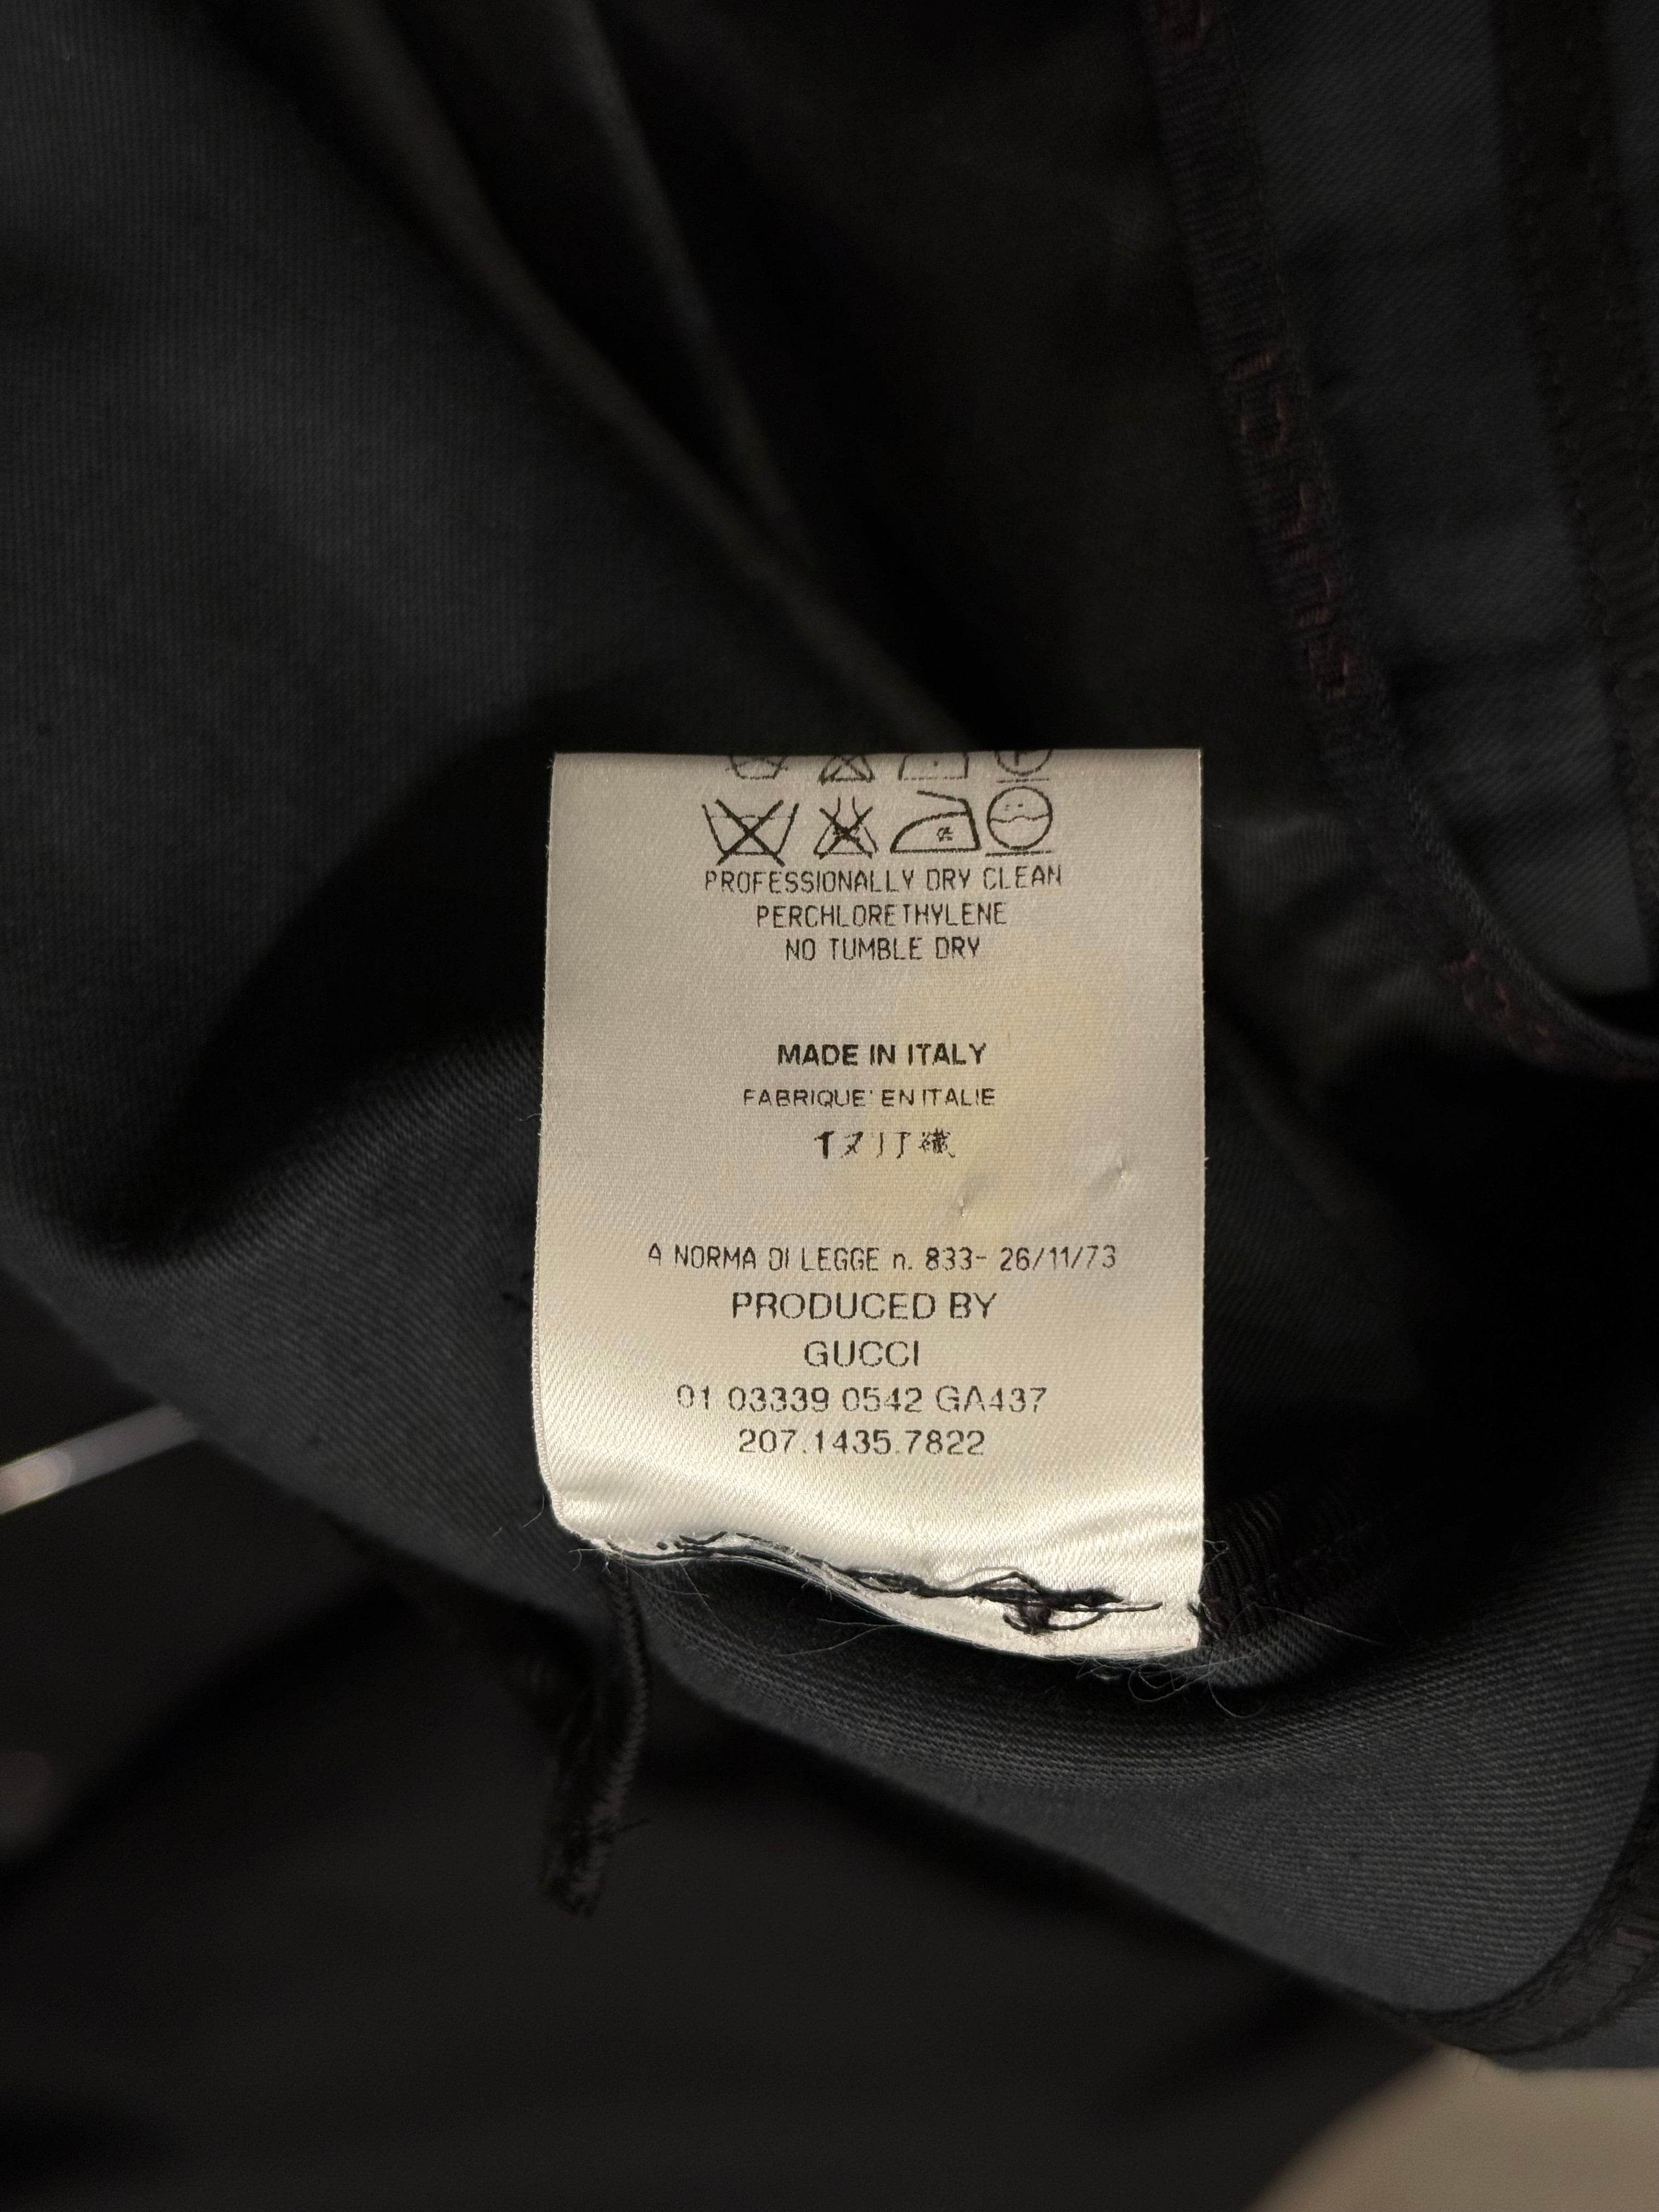 PROFESSIONALLY DRY CLEAN
PERCHLORETHYLENE
NO TUMBLE DRY
MADE IN ITALY
FABRIQUE' EN ITALIE
A NORMA DI LEGGE n. 833- 26/11/73
PRODUCED BY
GUCCI
01 03339 0542 GA437
207.1435.7822